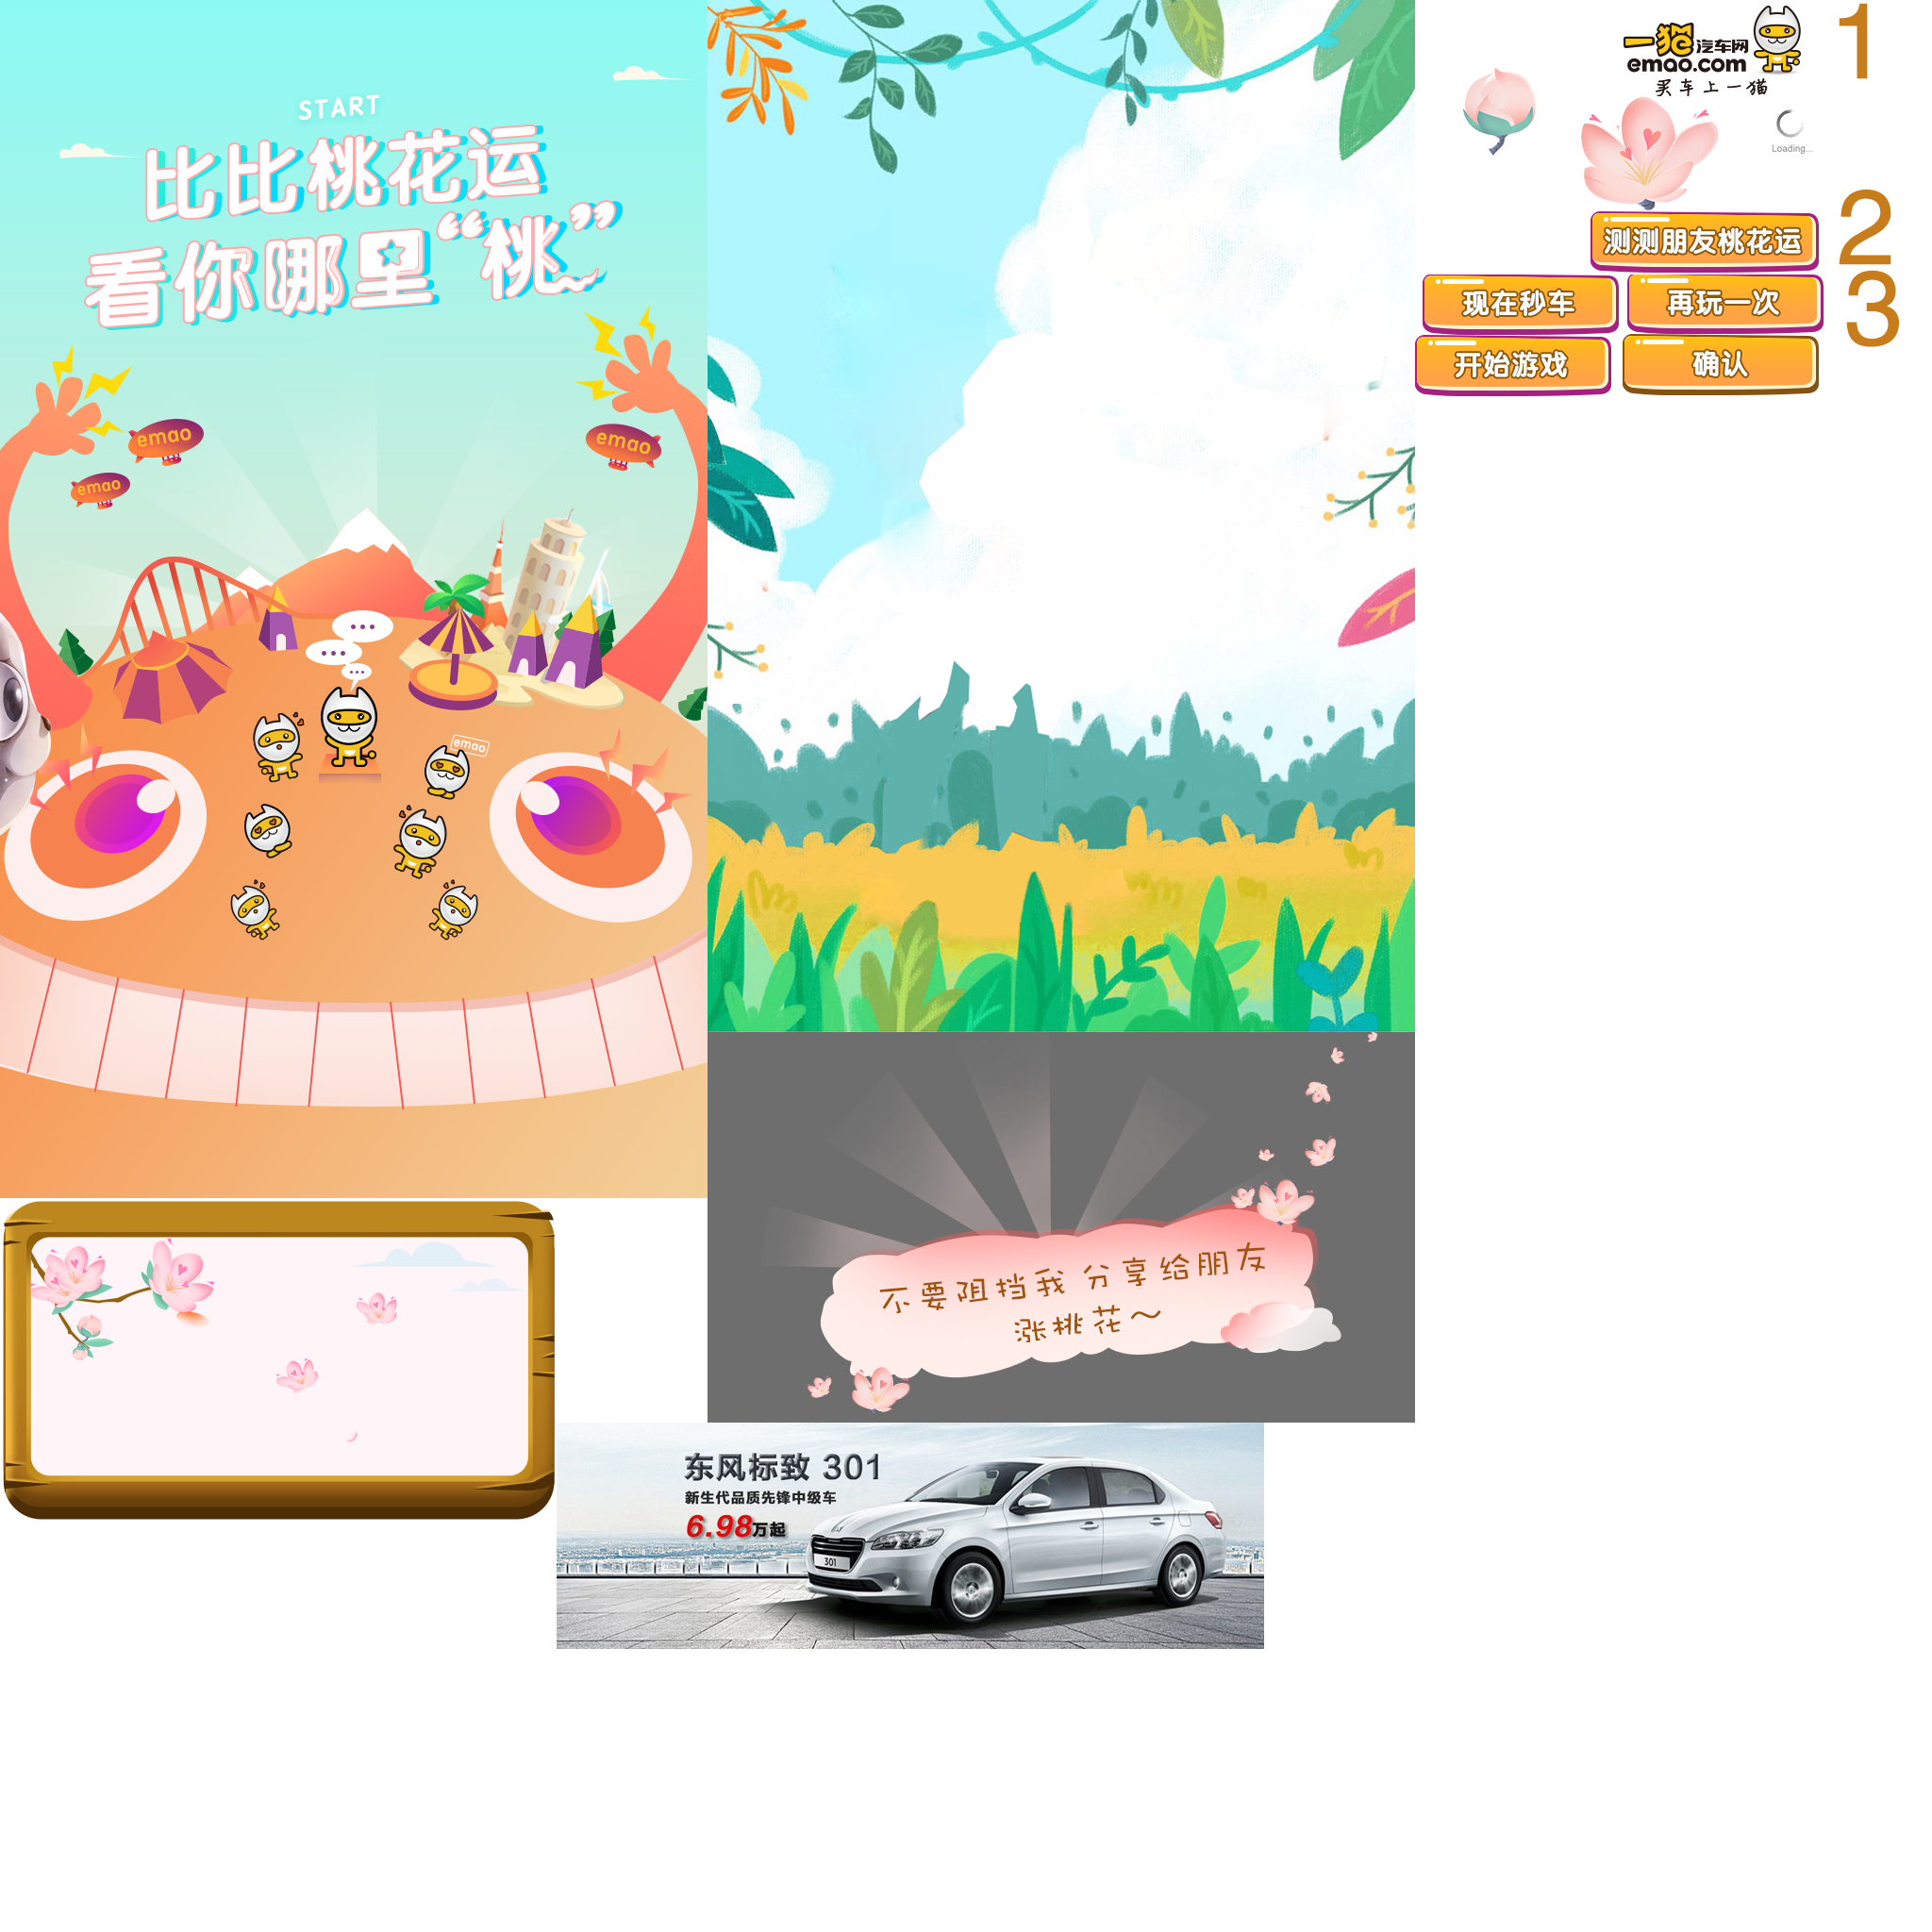 START
比比桃花运
看你哪里“桃”
emao
emao
emao
emao
一猫汽车网
emao.com
买车上一猫
Loading...
1
2
3
测测朋友桃花运
现在秒车
再玩一次
开始游戏
确认
不要阻挡我 分享给朋友
涨桃花~
东风标致 301
新生代品质先锋中级车
6.98万起
301